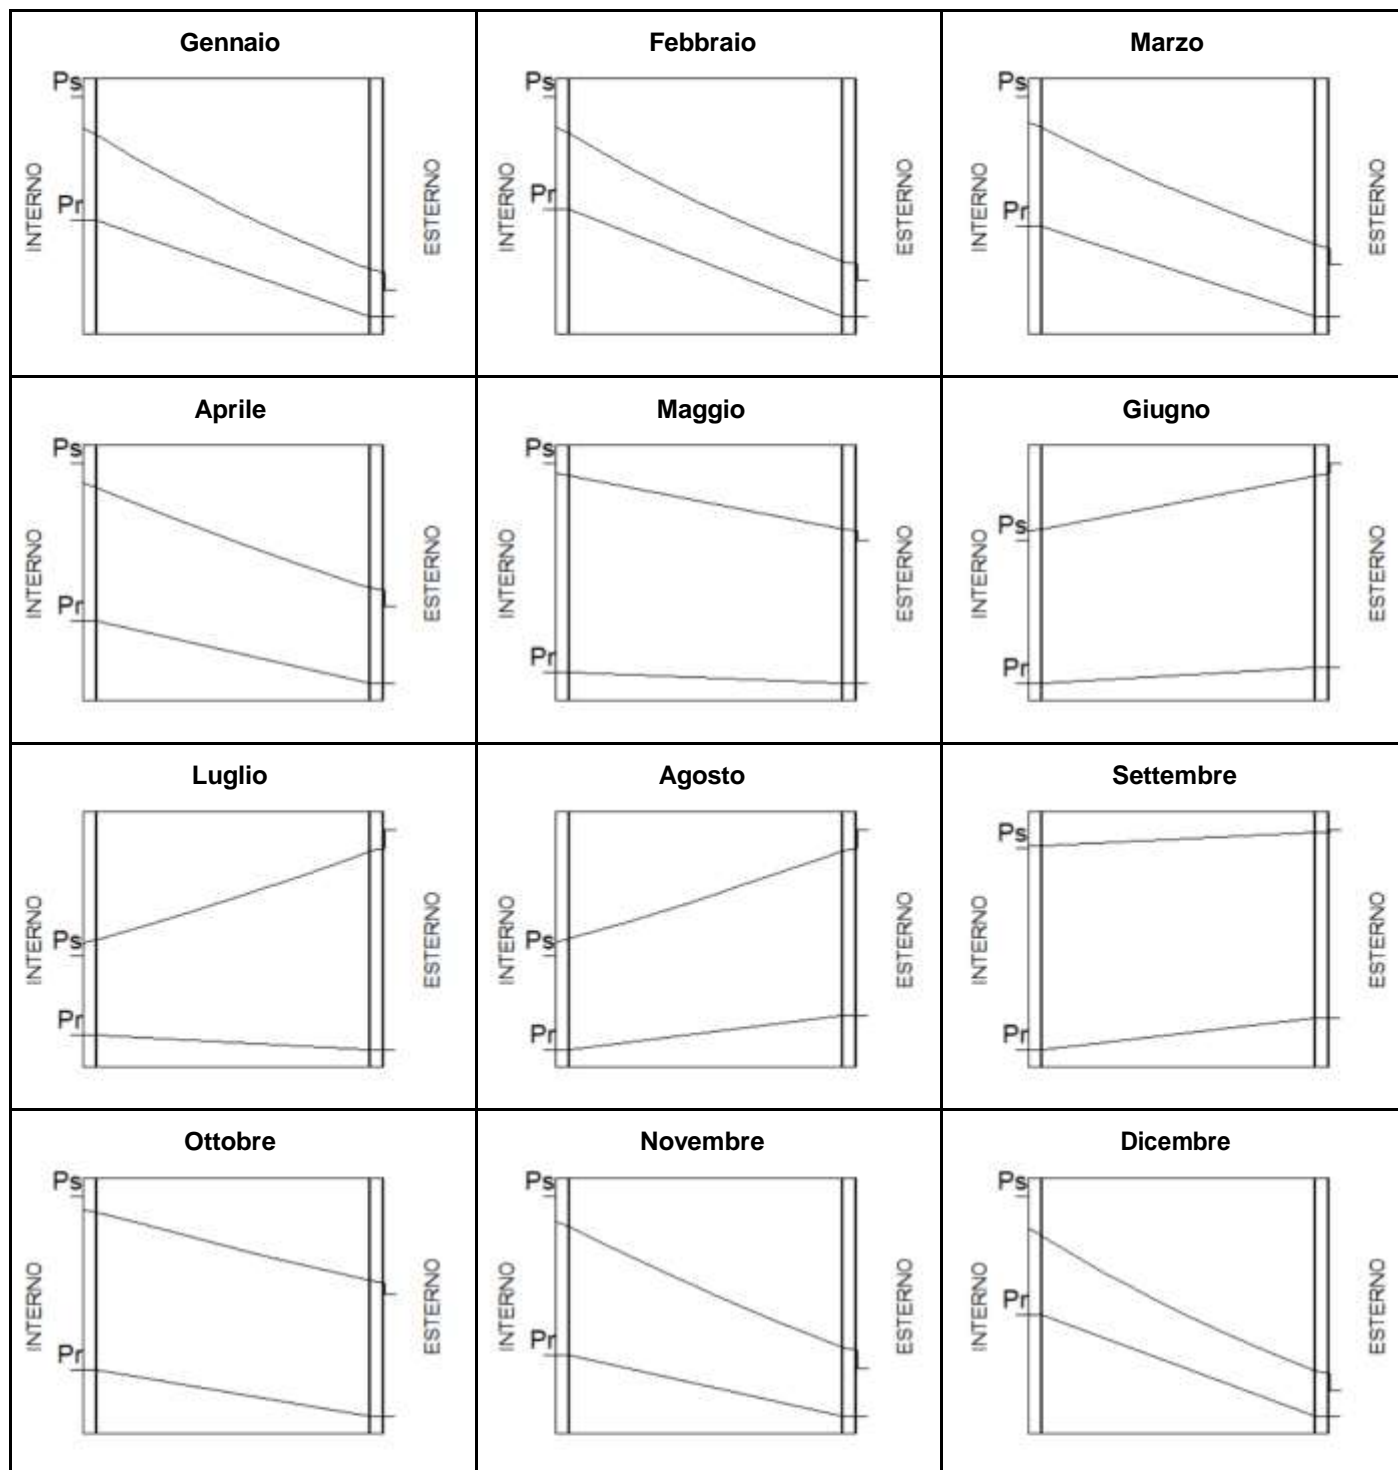 Gennaio
Ps
Pr
INTERNO
ESTERNO
Febbraio
Ps
Pr
INTERNO
ESTERNO
Marzo
Ps
Pr
INTERNO
ESTERNO
Aprile
Ps
Pr
INTERNO
ESTERNO
Maggio
Ps
Pr
INTERNO
ESTERNO
Giugno
Ps
Pr
INTERNO
ESTERNO
Luglio
Ps
Pr
INTERNO
ESTERNO
Agosto
Ps
Pr
INTERNO
ESTERNO
Settembre
Ps
Pr
INTERNO
ESTERNO
Ottobre
Ps
Pr
INTERNO
ESTERNO
Novembre
Ps
Pr
INTERNO
ESTERNO
Dicembre
Ps
Pr
INTERNO
ESTERNO